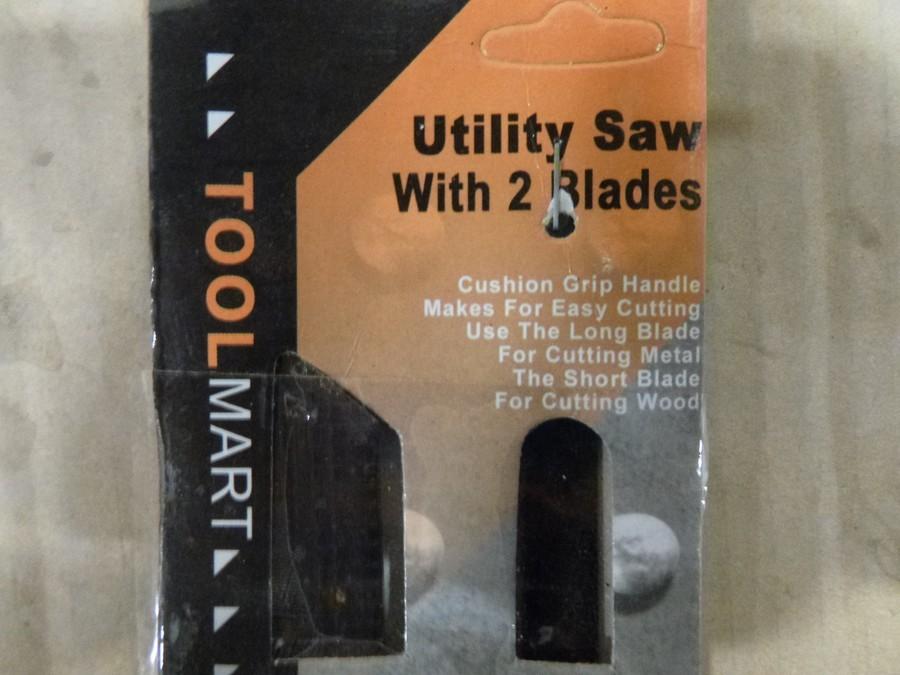 TOOLMART
Utility Saw
With 2 Blades
Cushion Grip Handle
Makes For Easy Cutting
Use The Long Blade
For Cutting Metal
The Short Blade
For Cutting Wood